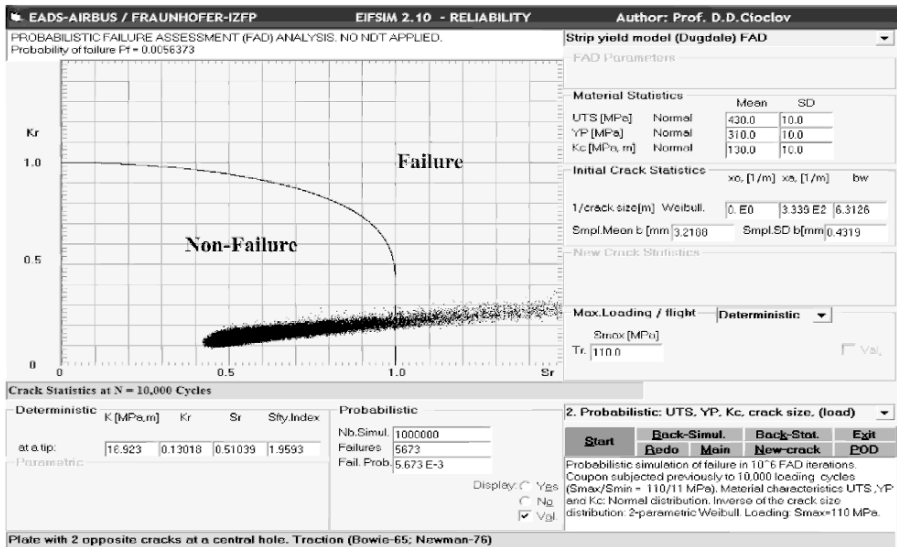 EADS-AIRBUS / FRAUNHOFER-IZFP EIFSIM 2.10 - RELIABILITY Author: Prof. D.D.Cioclov
PROBABILISTIC FAILURE ASSESSMENT (FAD) ANALYSIS. NO NDT APPLIED.
Probability of failure Pf = 0.0056373
Kr
1.0
0.5
0
0.5
1.0
Sr
Failure
Non-Failure
Strip yield model (Dugdale) FAD
FAD Parameters
Material Statistics
Mean SD
UTS [MPa] Normal 430.0 10.0
YP [MPa] Normal 310.0 10.0
Kc [MPa, m] Normal 130.0 10.0
Initial Crack Statistics
xo, [1/m] xa, [1/m] bw
1/crack size[m] Weibull. 0. E0 3.339 E2 6.3126
Smpl.Mean b [mm 3.2188 Smpl.SD b[mm 0.4319
New Crack Statistics
Max.Loading / flight Deterministic
Smax [MPa]
Tr. 110.0
Val.
Crack Statistics at N = 10,000 Cycles
Deterministic K [MPa,m] Kr Sr Sfty.Index
at a tip: 16.923 0.13018 0.51039 1.9593
Parametric
Probabilistic
Nb.Simul. 1000000
Failures 5673
Fail. Prob. 5.673 E-3
Display: Yes
No
Val.
2. Probabilistic: UTS, YP, Kc, crack size, (load)
Start Back-Simul. Back-Stat. Exit
Redo Main New-crack POD
Probabilistic simulation of failure in 10^6 FAD iterations.
Coupon subjected previously to 10,000 loading cycles
(Smax/Smin = 110/11 MPa). Material characteristics UTS ,YP
and Kc: Normal distribution. Inverse of the crack size
distribution: 2-parametric Weibull. Loading: Smax=110 MPa.
Plate with 2 opposite cracks at a central hole. Traction (Bowie-65; Newman-76)